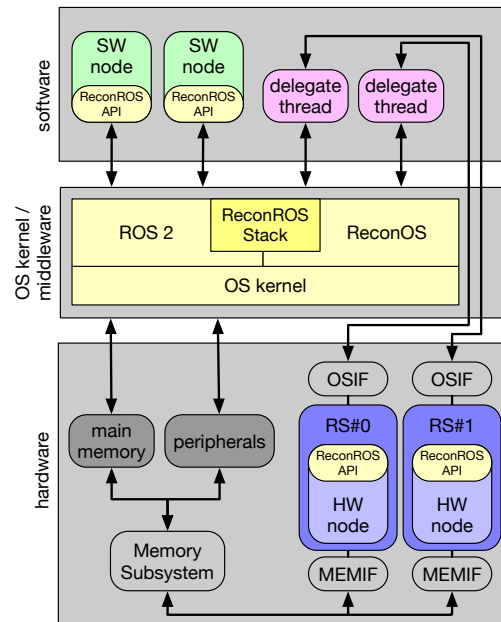 software
SW
node
ReconROS
API
SW
node
ReconROS
API
delegate
thread
delegate
thread
OS kernel /
middleware
ROS 2
ReconROS
Stack
ReconOS
OS kernel
hardware
OSIF
OSIF
main
memory
peripherals
RS#0
RS#1
ReconROS
API
ReconROS
API
HW
node
HW
node
Memory
Subsystem
MEMIF
MEMIF